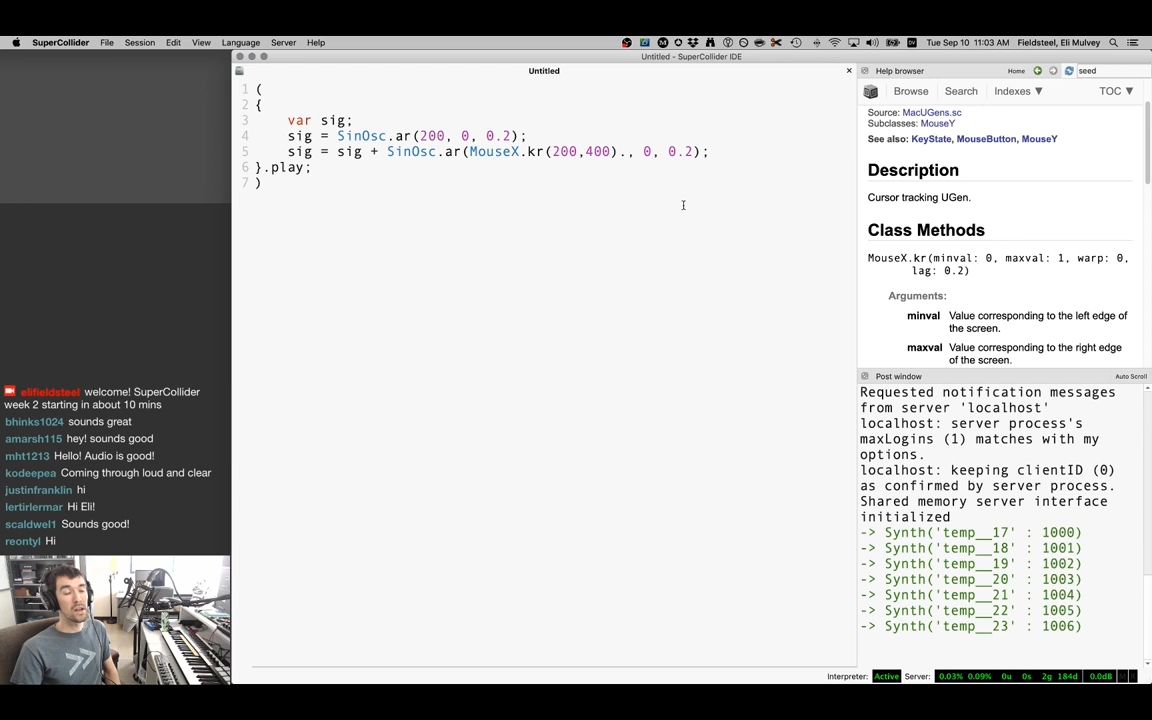 SuperCollider File Session Edit View Language Server Help
Tue Sep 10 11:03 AM Fieldsteel, Eli Mulvey
Untitled - SuperCollider IDE
Untitled
1 (
2 {
3 var sig;
4 sig = SinOsc.ar(200, 0, 0.2);
5 sig = sig + SinOsc.ar(MouseX.kr(200,400)., 0, 0.2);
6 }.play;
7 )
Help browser Home seed
Browse Search Indexes ▼ TOC ▼
Source: MacUGens.sc
Subclasses: MouseY
See also: KeyState, MouseButton, MouseY
Description
Cursor tracking UGen.
Class Methods
MouseX.kr(minval: 0, maxval: 1, warp: 0,
lag: 0.2)
Arguments:
minval Value corresponding to the left edge of
the screen.
maxval Value corresponding to the right edge
of the screen.
Post window Auto Scroll
Requested notification messages
from server 'localhost'
localhost: server process's
maxLogins (1) matches with my
options.
localhost: keeping clientID (0)
as confirmed by server process.
Shared memory server interface
initialized
-> Synth('temp__17' : 1000)
-> Synth('temp__18' : 1001)
-> Synth('temp__19' : 1002)
-> Synth('temp__20' : 1003)
-> Synth('temp__21' : 1004)
-> Synth('temp__22' : 1005)
-> Synth('temp__23' : 1006)
Interpreter: Active Server: 0.03% 0.09% 0u 0s 2g 184d 0.0dB
elifieldsteel welcome! SuperCollider
week 2 starting in about 10 mins
bhinks1024 sounds great
amarsh115 hey! sounds good
mht1213 Hello! Audio is good!
kodeepea Coming through loud and clear
justinfranklin hi
lertirlermar Hi Eli!
scaldwel1 Sounds good!
reontyl Hi